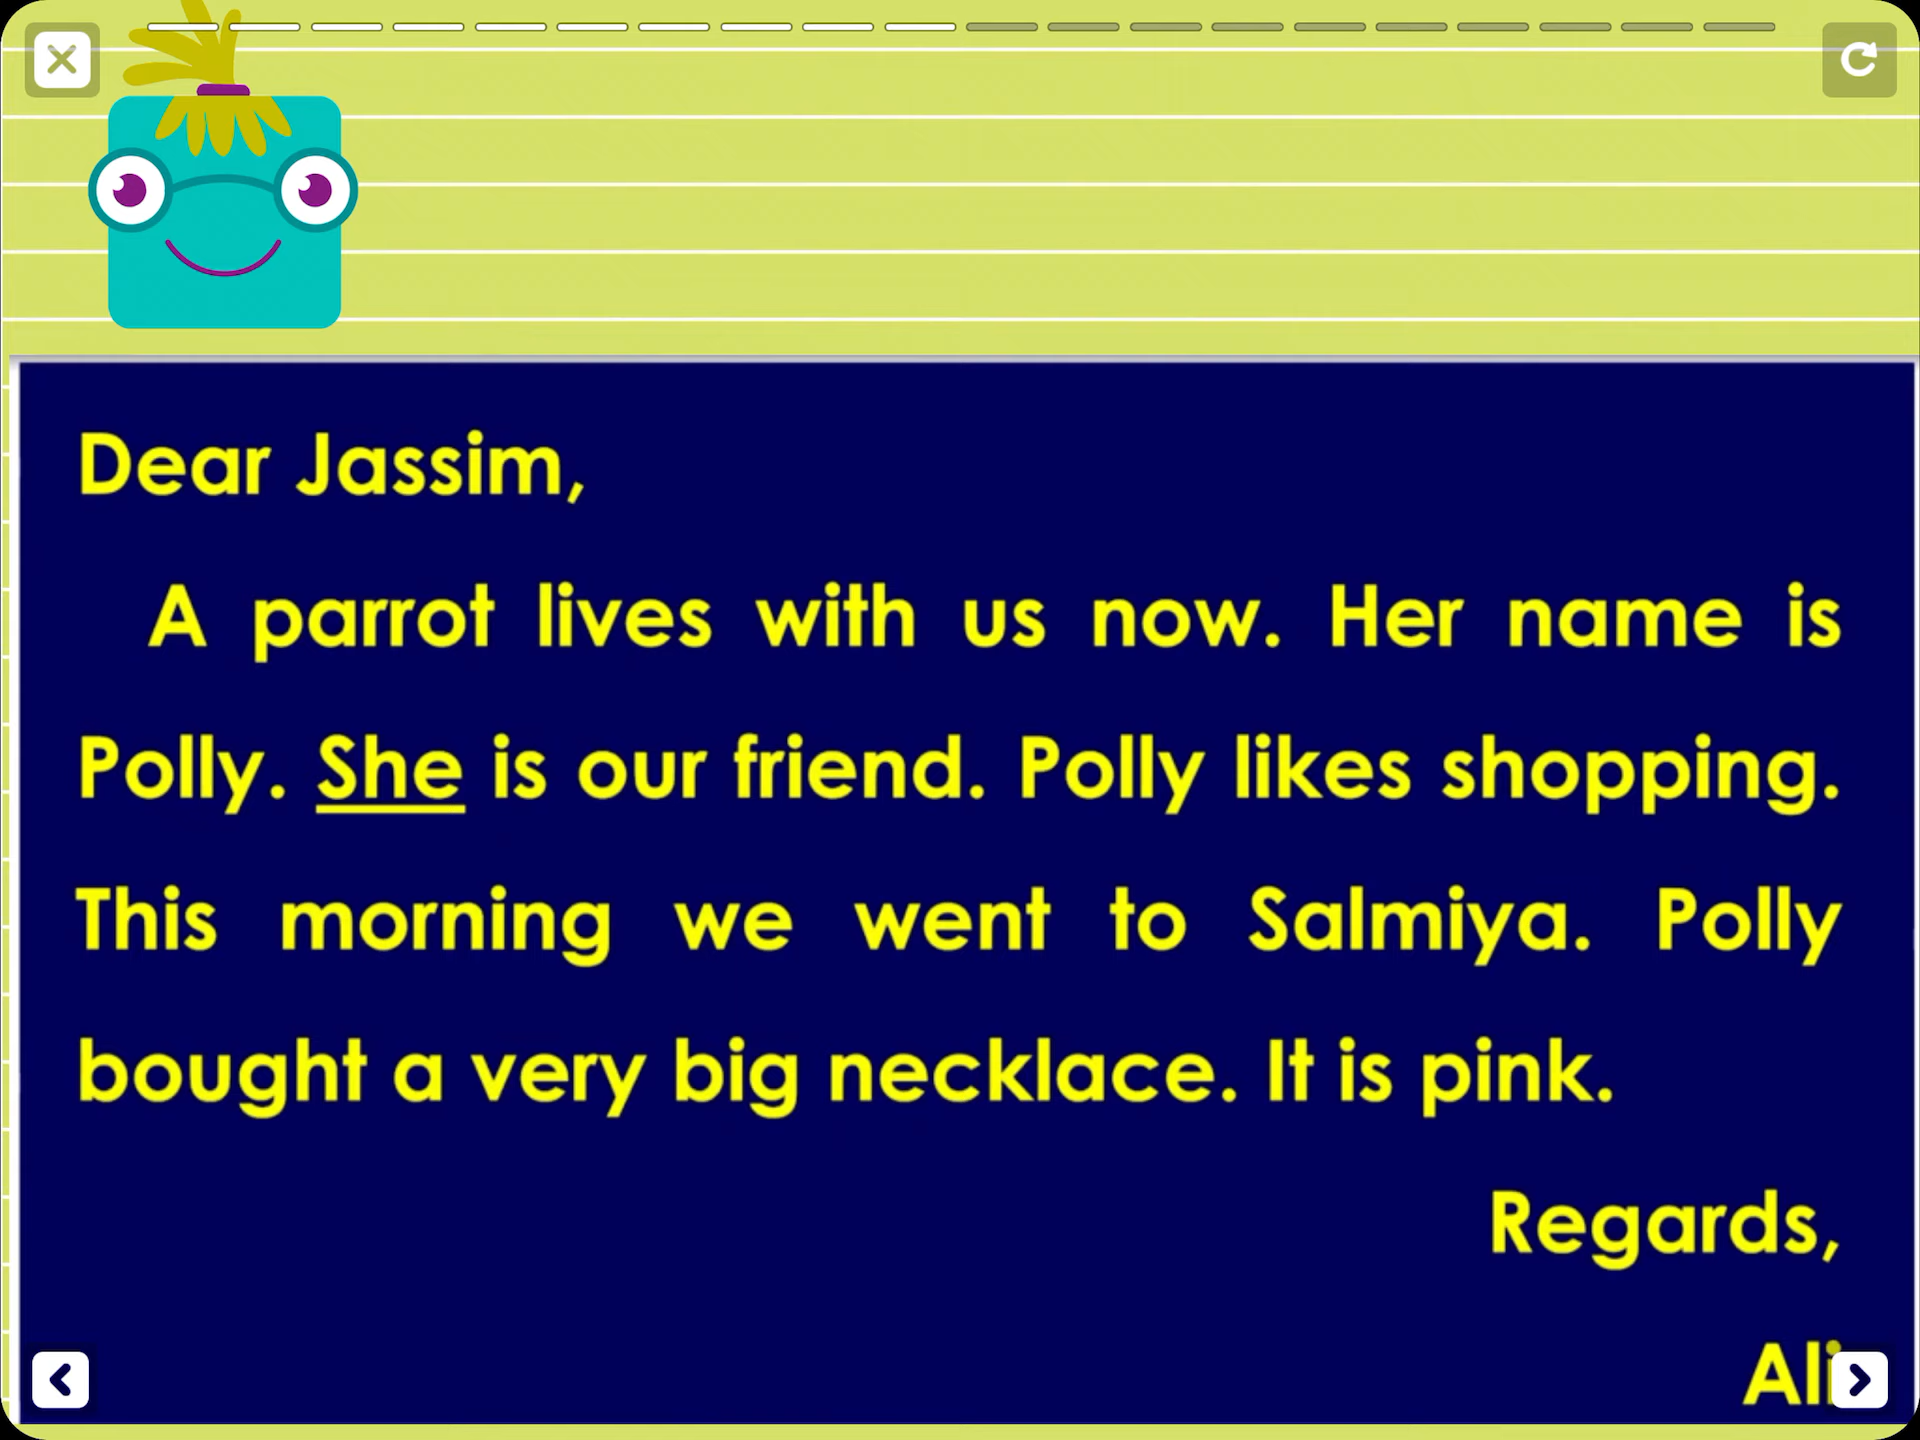 Dear Jassim,
A parrot lives with us now. Her name is
Polly. She is our friend. Polly likes shopping.
This morning we went to Salmiya. Polly
bought a very big necklace. It is pink.
Regards,
Ali